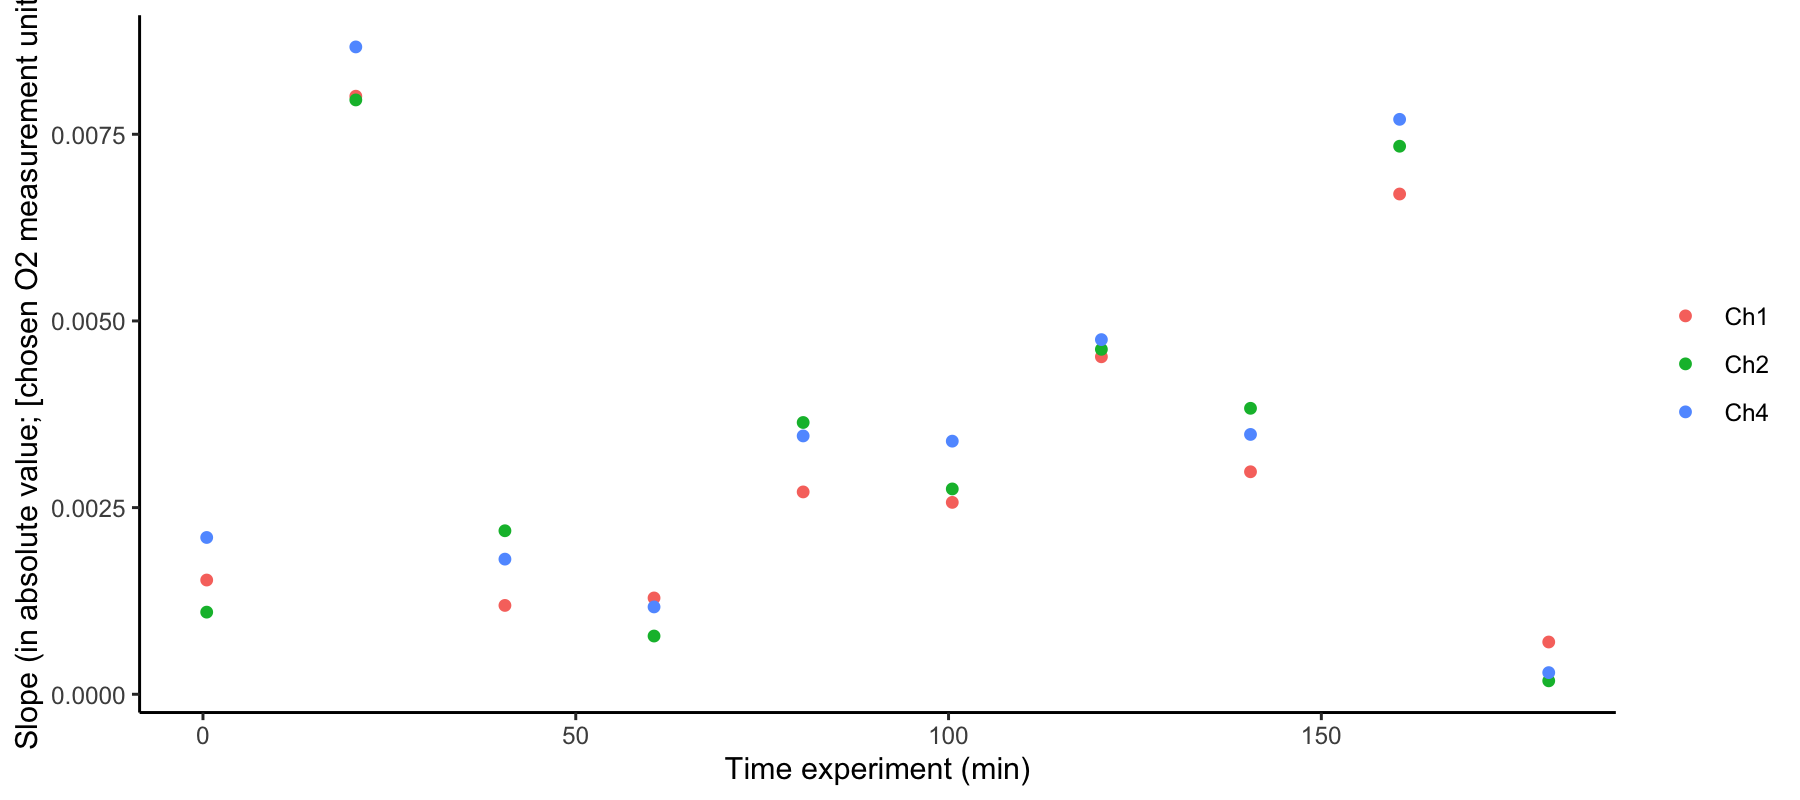 Slope (in absolute value; [chosen O2 measurement unit
0.0075
0.0050
0.0025
0.0000
0
50
100
150
Time experiment (min)
Ch1
Ch2
Ch4